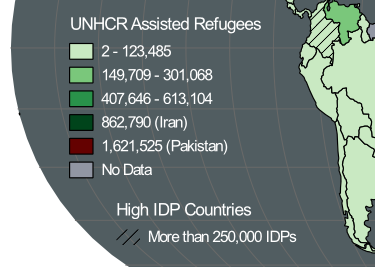 UNHCR Assisted Refugees
2 - 123,485
149,709 - 301,068
407,646 - 613,104
862,790 (Iran)
1,621,525 (Pakistan)
No Data
High IDP Countries
More than 250,000 IDPs